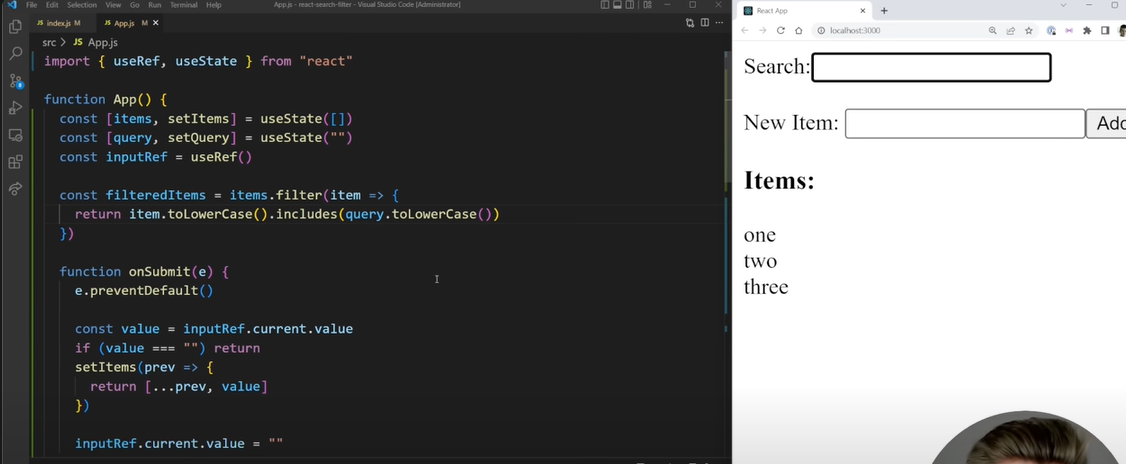 File Edit Selection View Go Run Terminal Help App.js - react-search-filter - Visual Studio Code [Administrator]
JS index.js M JS App.js M
src > JS App.js
import { useRef, useState } from "react"
function App() {
const [items, setItems] = useState([])
const [query, setQuery] = useState("")
const inputRef = useRef()
const filteredItems = items.filter(item => {
return item.toLowerCase().includes(query.toLowerCase())
})
function onSubmit(e) {
e.preventDefault()
const value = inputRef.current.value
if (value === "") return
setItems(prev => {
return [...prev, value]
})
inputRef.current.value = ""
React App
localhost:3000
Search:
New Item: Add
Items:
one
two
three